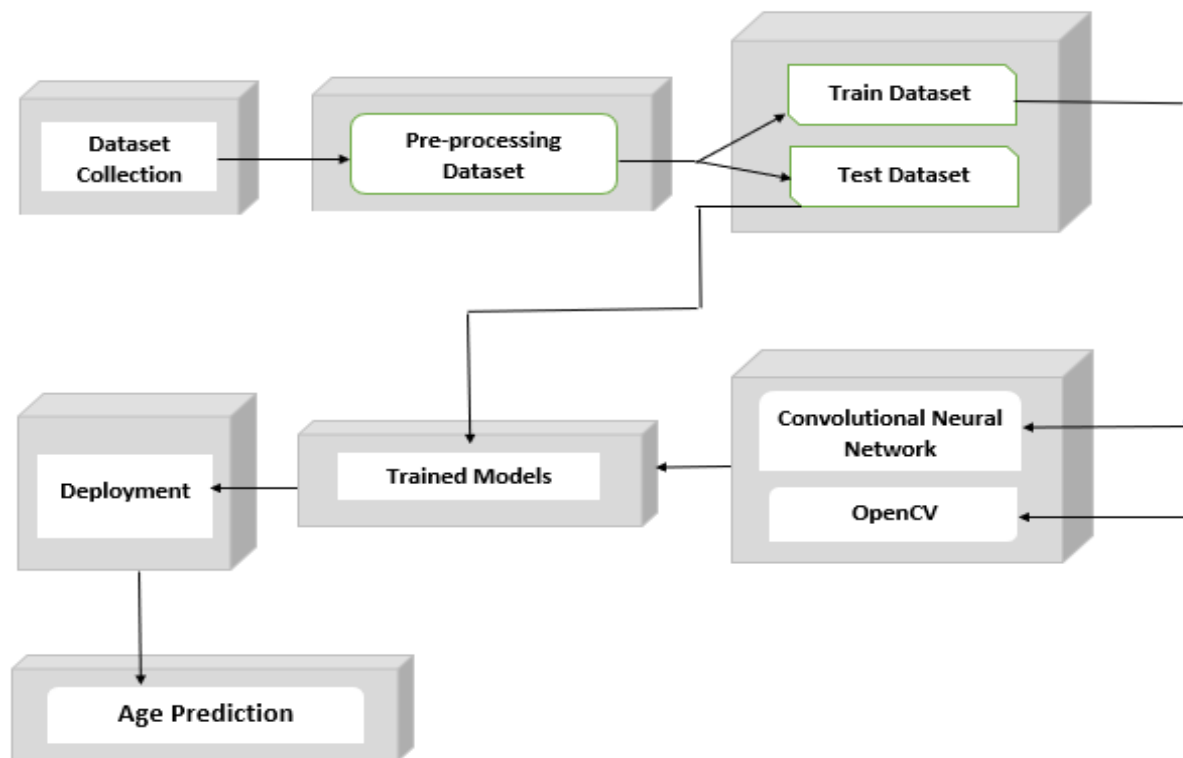 Dataset
Collection
Pre-processing
Dataset
Train Dataset
Test Dataset
Convolutional Neural
Network
OpenCV
Trained Models
Deployment
Age Prediction